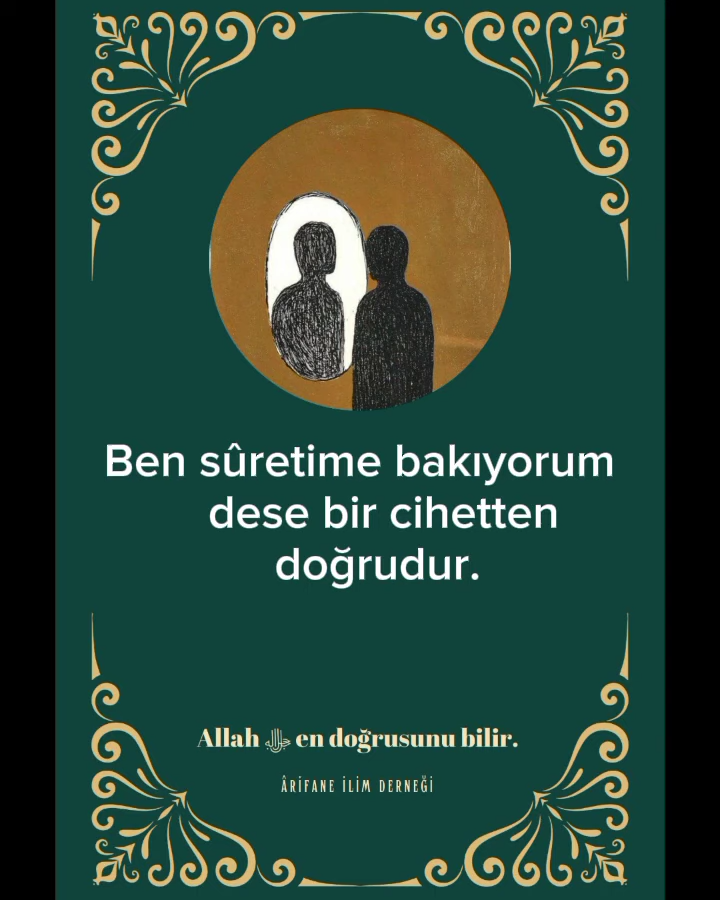 Ben sûretime bakıyorum
dese bir cihetten
doğrudur.
Allah ﷻ en doğrusunu bilir.
ÂRİFANE İLİM DERNEĞİ